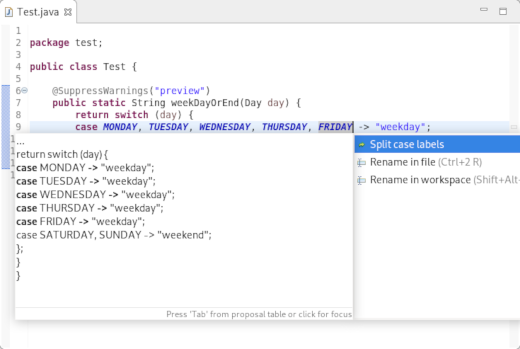 Test.java
1
2 package test;
3
4 public class Test {
5
6 @SuppressWarnings("preview")
7 public static String weekDayOrEnd(Day day) {
8 return switch (day) {
9 case MONDAY, TUESDAY, WEDNESDAY, THURSDAY, FRIDAY -> "weekday";
...
return switch (day) {
case MONDAY -> "weekday";
case TUESDAY -> "weekday";
case WEDNESDAY -> "weekday";
case THURSDAY -> "weekday";
case FRIDAY -> "weekday";
case SATURDAY, SUNDAY -> "weekend";
};
}
}
Press 'Tab' from proposal table or click for focus
Split case labels
Rename in file (Ctrl+2 R)
Rename in workspace (Shift+Alt-